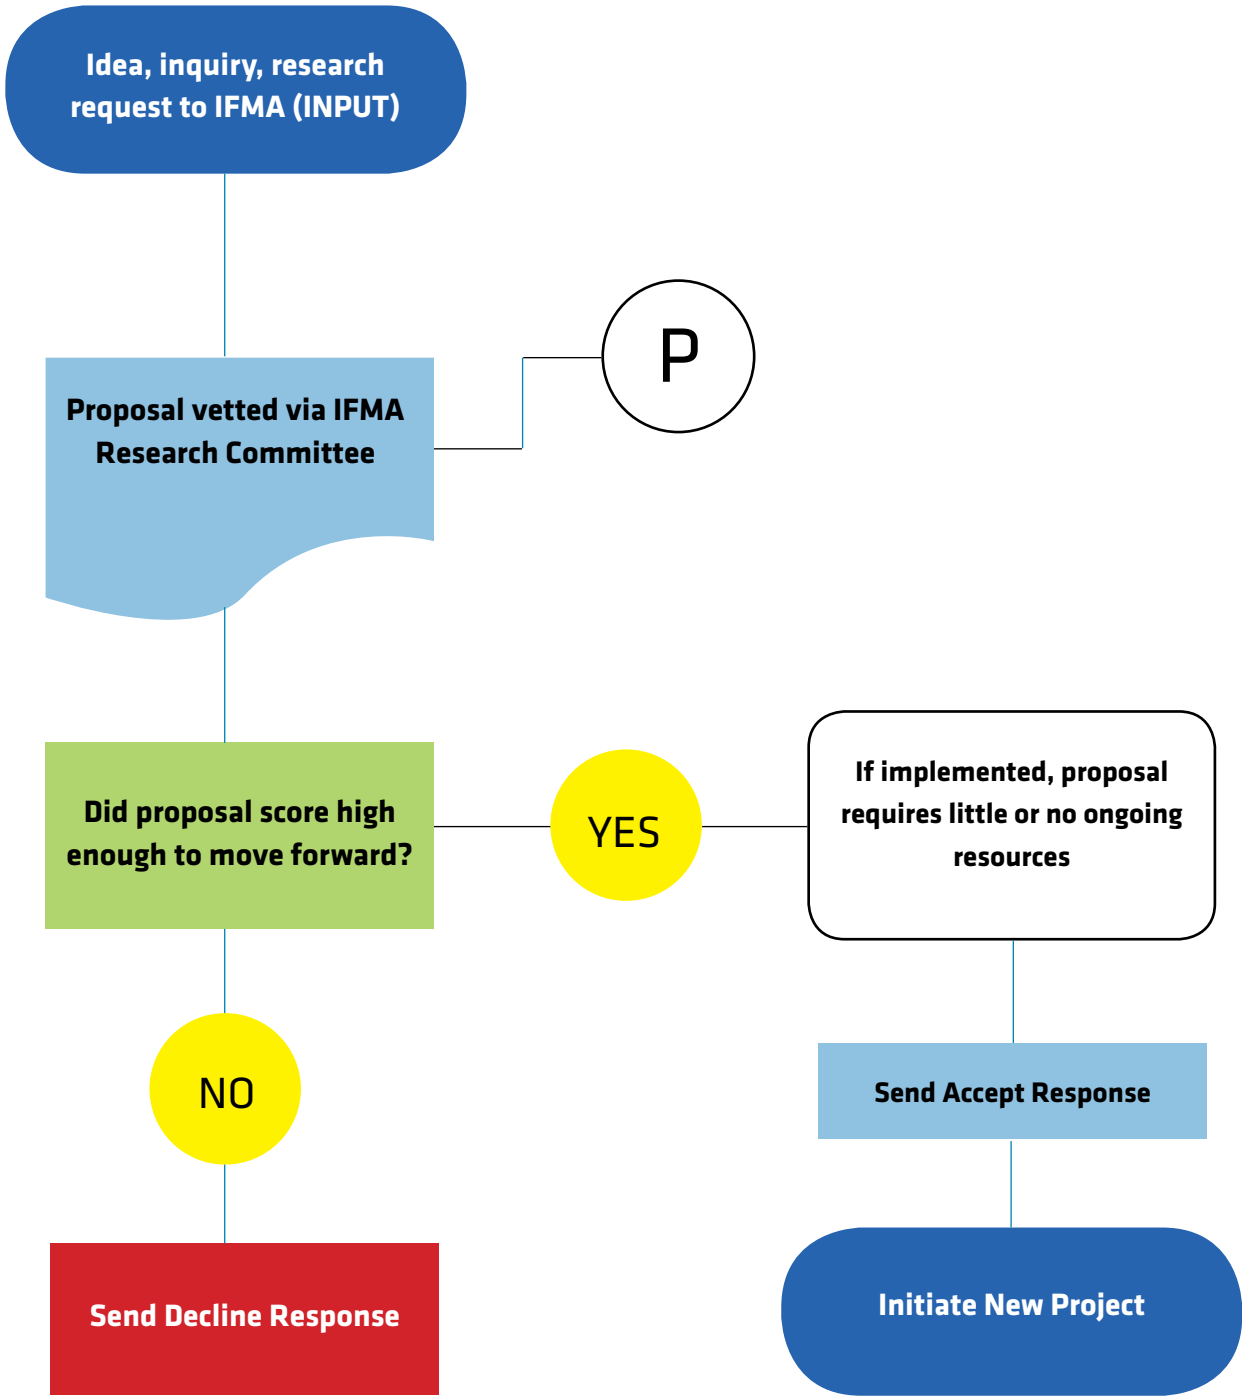 Idea, inquiry, research
request to IFMA (INPUT)
P
Proposal vetted via IFMA
Research Committee
Did proposal score high
enough to move forward?
YES
If implemented, proposal
requires little or no ongoing
resources
NO
Send Accept Response
Send Decline Response
Initiate New Project